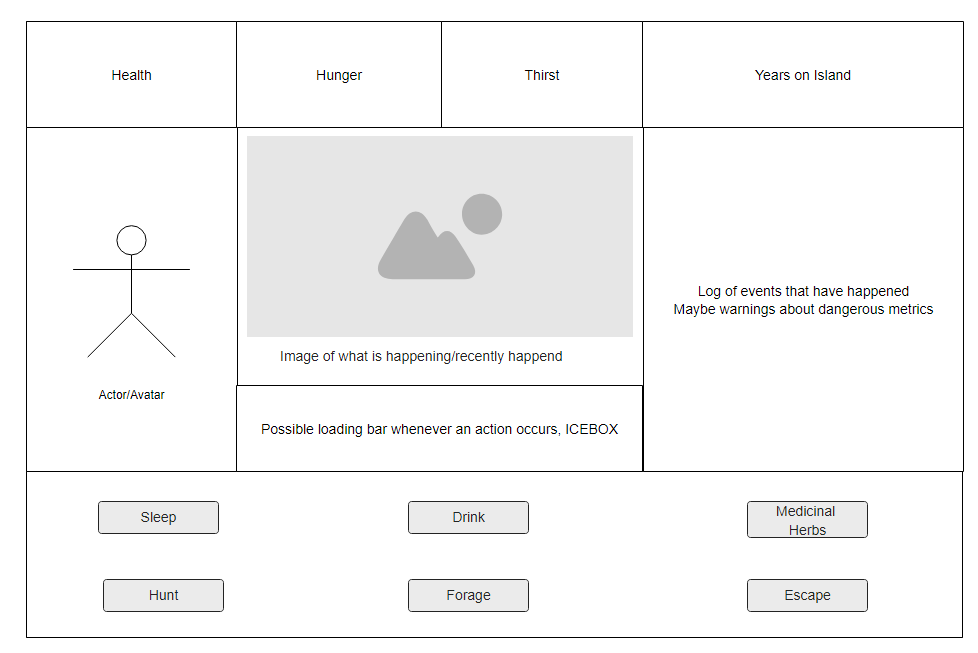 Health
Hunger
Thirst
Years on Island
Actor/Avatar
Image of what is happening/recently happend
Possible loading bar whenever an action occurs, ICEBOX
Log of events that have happened
Maybe warnings about dangerous metrics
Sleep
Drink
Medicinal
Herbs
Hunt
Forage
Escape